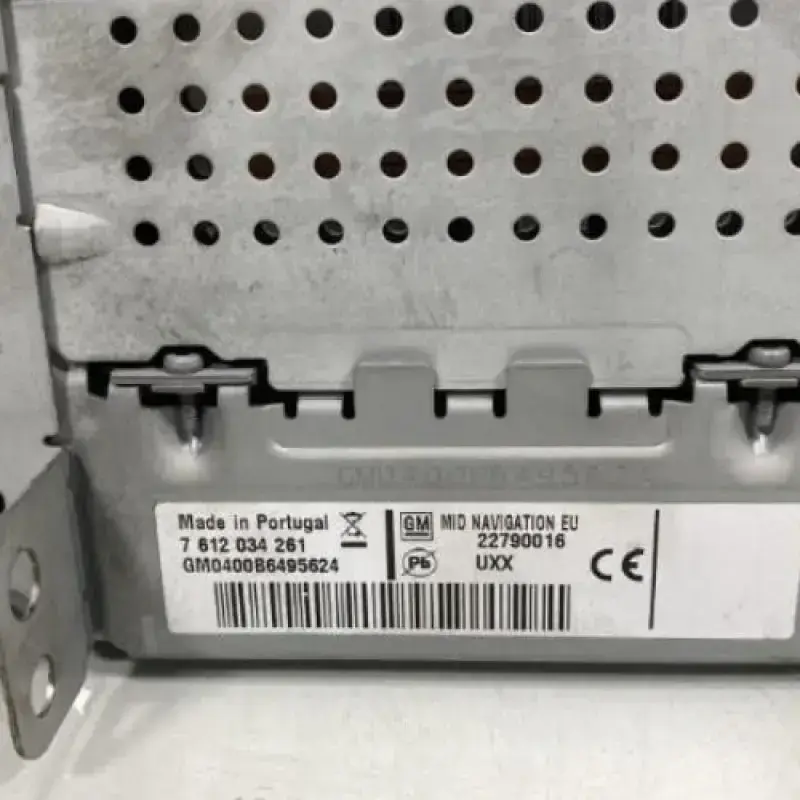 Made in Portugal
7 612 034 261
GM0400B6495624
GM MID NAVIGATION EU
22790016
Pb UXX
CE